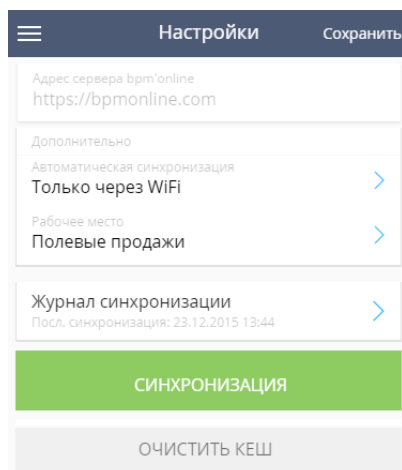 Настройки Сохранить
Адрес сервера bpm'online
https://bpmonline.com
Дополнительно
Автоматическая синхронизация
Только через WiFi
Рабочее место
Полевые продажи
Журнал синхронизации
Посл. синхронизация: 23.12.2015 13:44
СИНХРОНИЗАЦИЯ
ОЧИСТИТЬ КЕШ